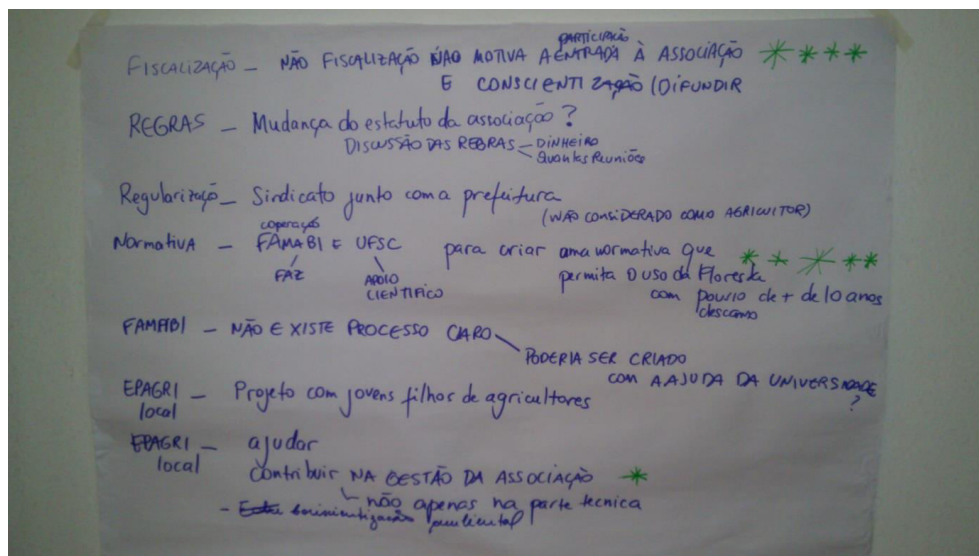 PARTICIPAÇÃO
FISCALIZAÇÃO — NÃO FISCALIZAÇÃO NÃO MOTIVA A ENTRADA À ASSOCIAÇÃO
E CONSCIENTIZAÇÃO (DIFUNDIR
REGRAS — Mudança do estatuto da associação?
DISCUSSÃO DAS REGRAS — DINHEIRO
Quantas Reuniões
Regularização — Sindicato junto com a prefeitura
(NÃO CONSIDERADO COMO AGRICULTOR)
cooperação
Normativa — FAMABI E UFSC para criar uma normativa que
FAZ APOIO CIENTIFICO permita o uso da Floresta
com pousio de + de 10 anos
descanso
FAMABI — NÃO EXISTE PROCESSO CLARO
PODERIA SER CRIADO
COM A AJUDA DA UNIVERSIDADE
?
EPAGRI — Projeto com jovens filhos de agricultores
local
EPAGRI — ajudar
local contribuir NA GESTÃO DA ASSOCIAÇÃO
não apenas na parte tecnica